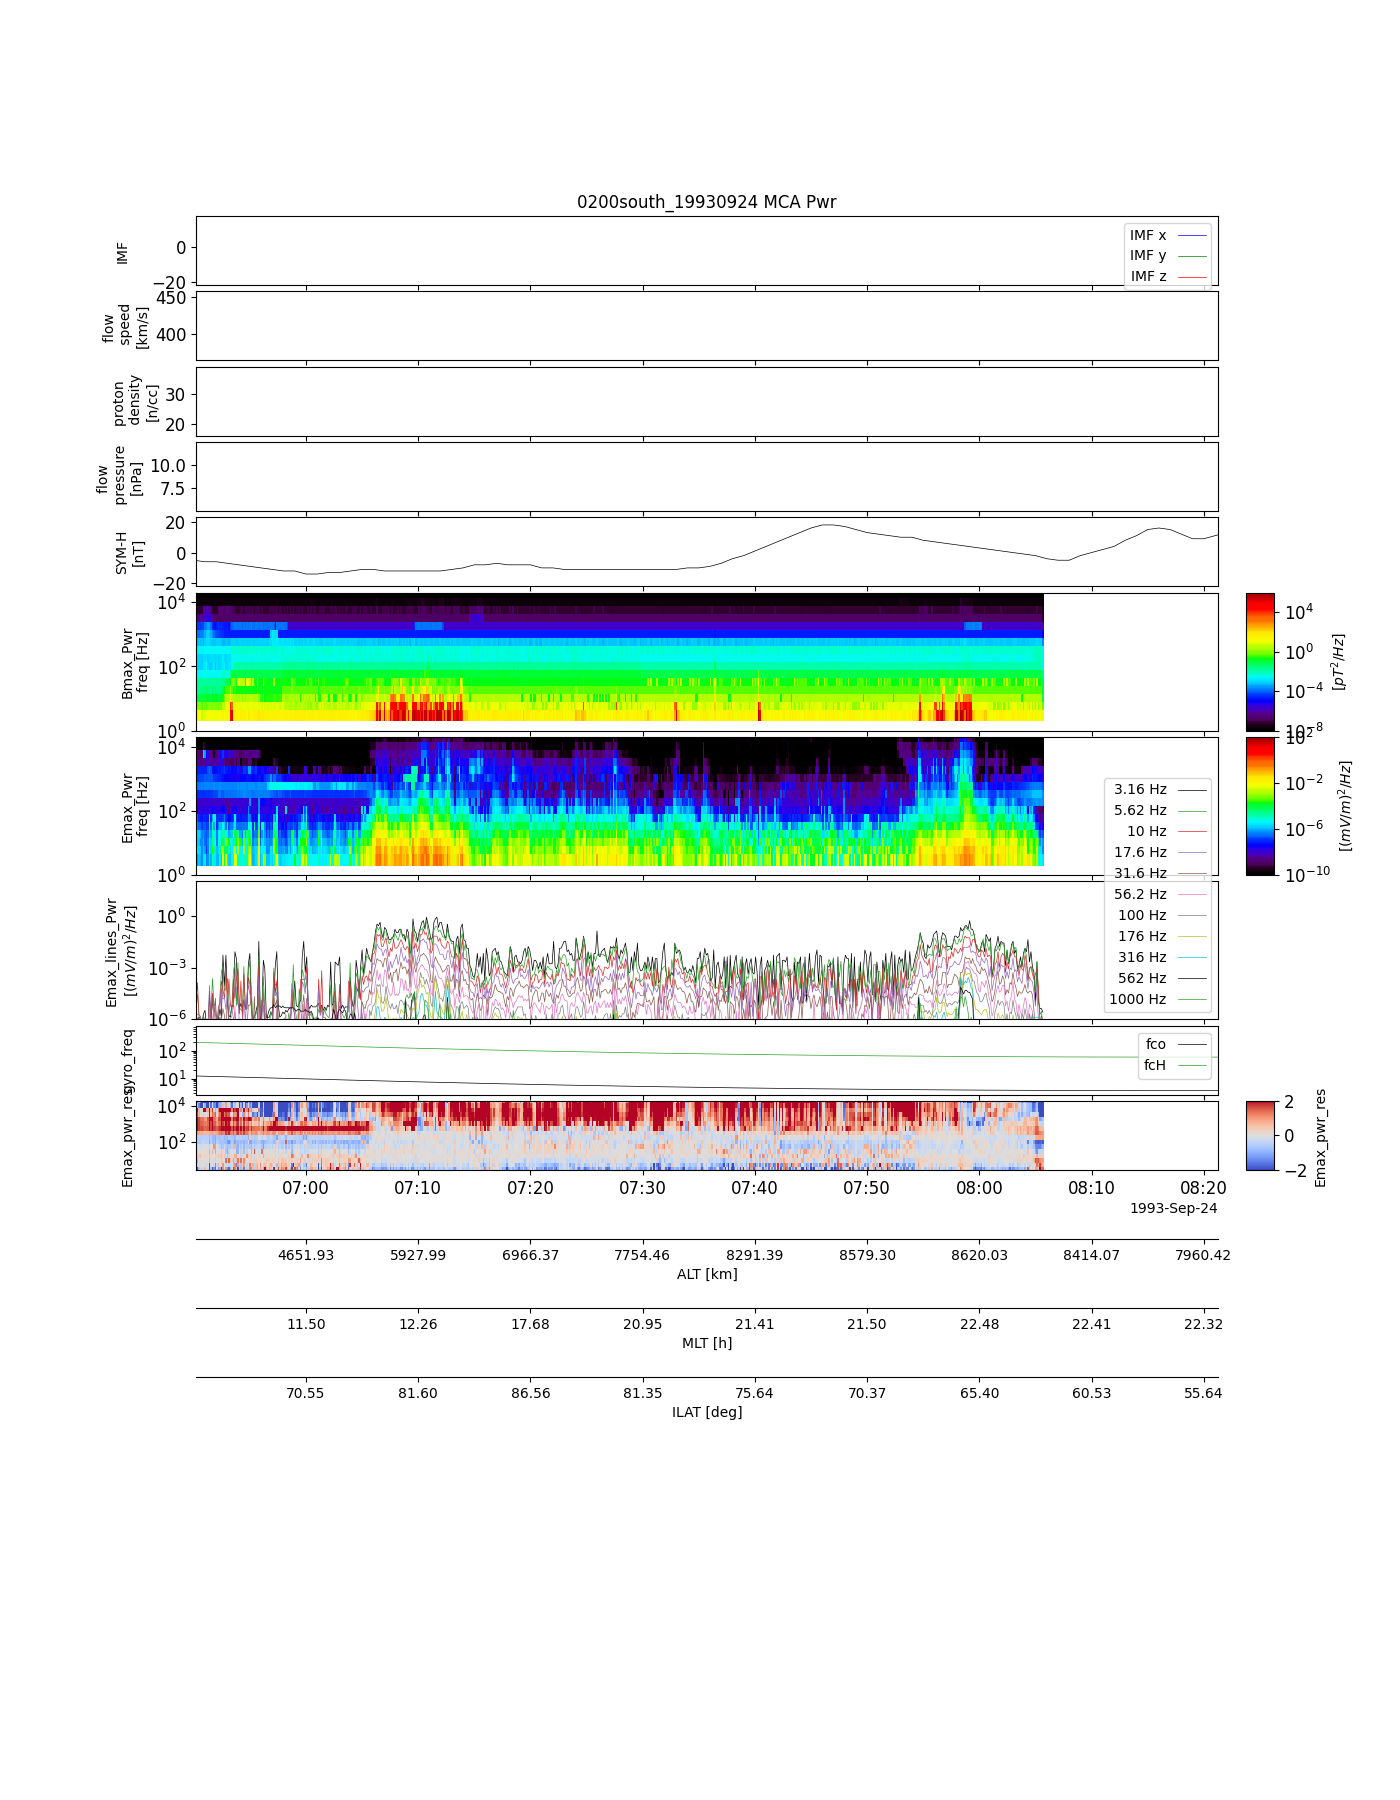 0200south_19930924 MCA Pwr
IMF
0
−20
IMF x
IMF y
IMF z
flow
speed
[km/s]
450
400
proton
density
[n/cc]
30
20
flow
pressure
[nPa]
10.0
7.5
SYM-H
[nT]
20
0
−20
Bmax_Pwr
freq [Hz]
10^4
10^2
10^0
10^4
10^0
10^−4
10^−8
[pT^2/Hz]
Emax_Pwr
freq [Hz]
10^4
10^2
10^0
10^2
10^−2
10^−6
10^−10
[(mV/m)^2/Hz]
3.16 Hz
5.62 Hz
10 Hz
17.6 Hz
31.6 Hz
56.2 Hz
100 Hz
176 Hz
316 Hz
562 Hz
1000 Hz
Emax_lines_Pwr
[(mV/m)^2/Hz]
10^0
10^−3
10^−6
gyro_freq
10^2
10^1
fco
fcH
Emax_pwr_res
10^4
10^2
2
0
−2
Emax_pwr_res
07:00 07:10 07:20 07:30 07:40 07:50 08:00 08:10 08:20
1993-Sep-24
4651.93 5927.99 6966.37 7754.46 8291.39 8579.30 8620.03 8414.07 7960.42
ALT [km]
11.50 12.26 17.68 20.95 21.41 21.50 22.48 22.41 22.32
MLT [h]
70.55 81.60 86.56 81.35 75.64 70.37 65.40 60.53 55.64
ILAT [deg]